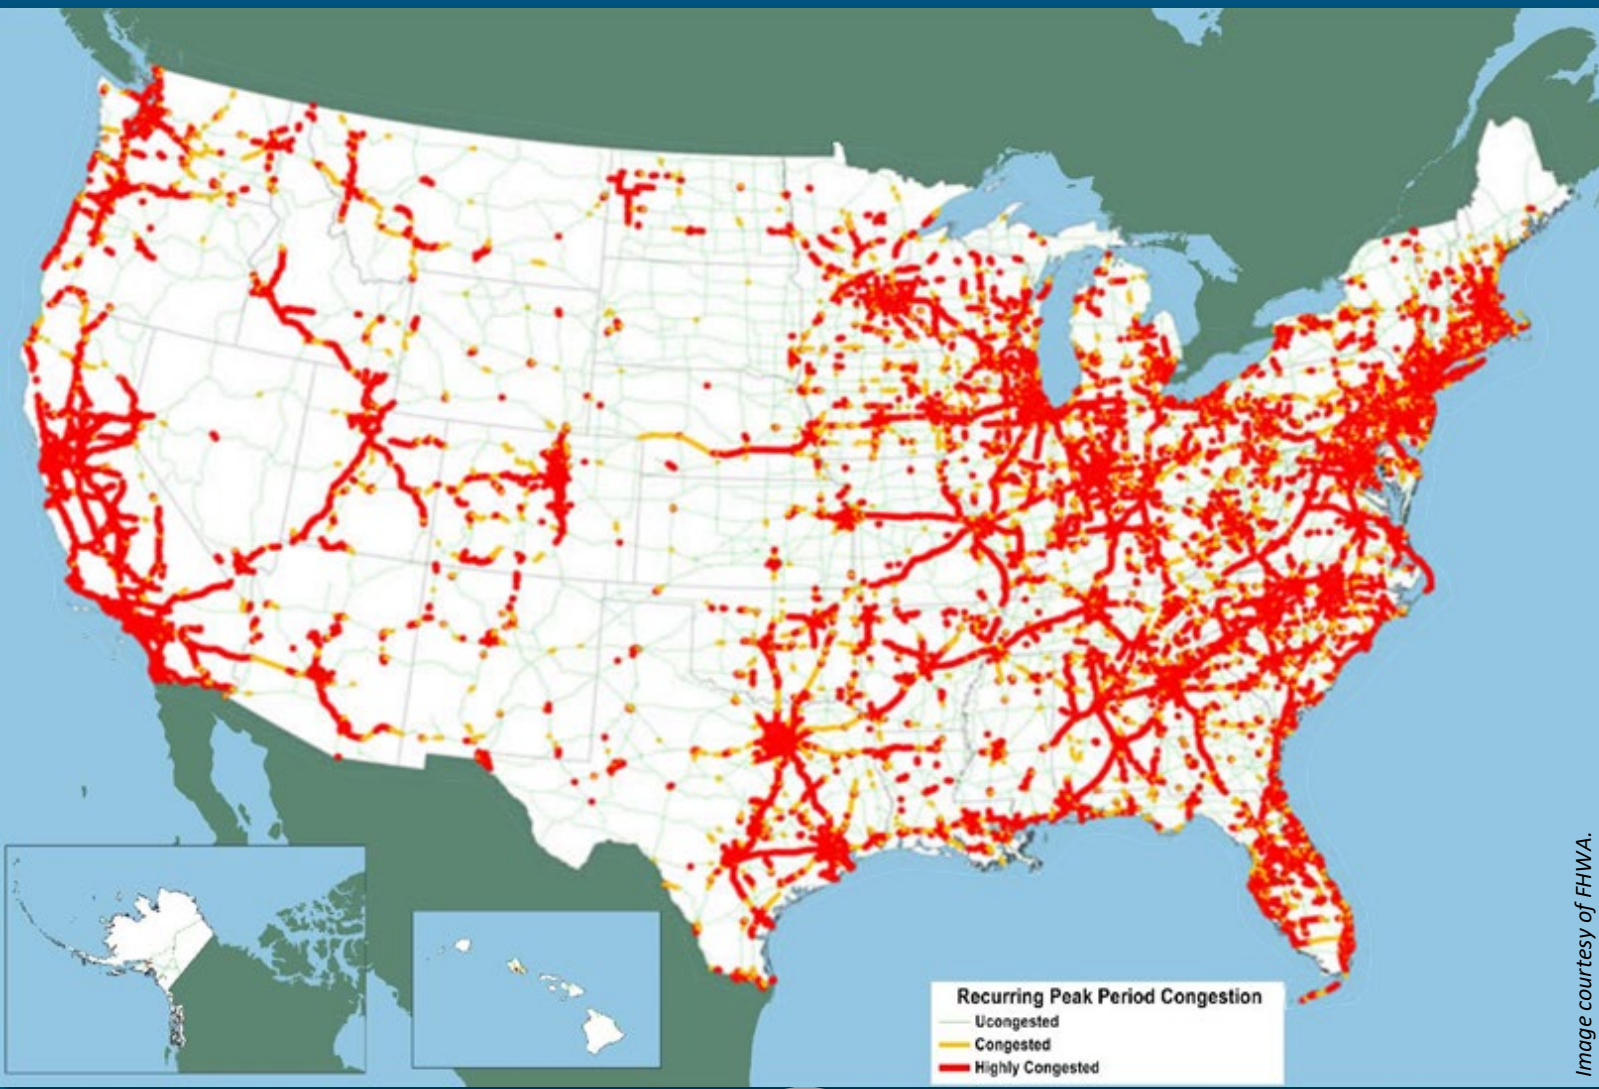 Recurring Peak Period Congestion
Ucongested
Congested
Highly Congested
Image courtesy of FHWA.